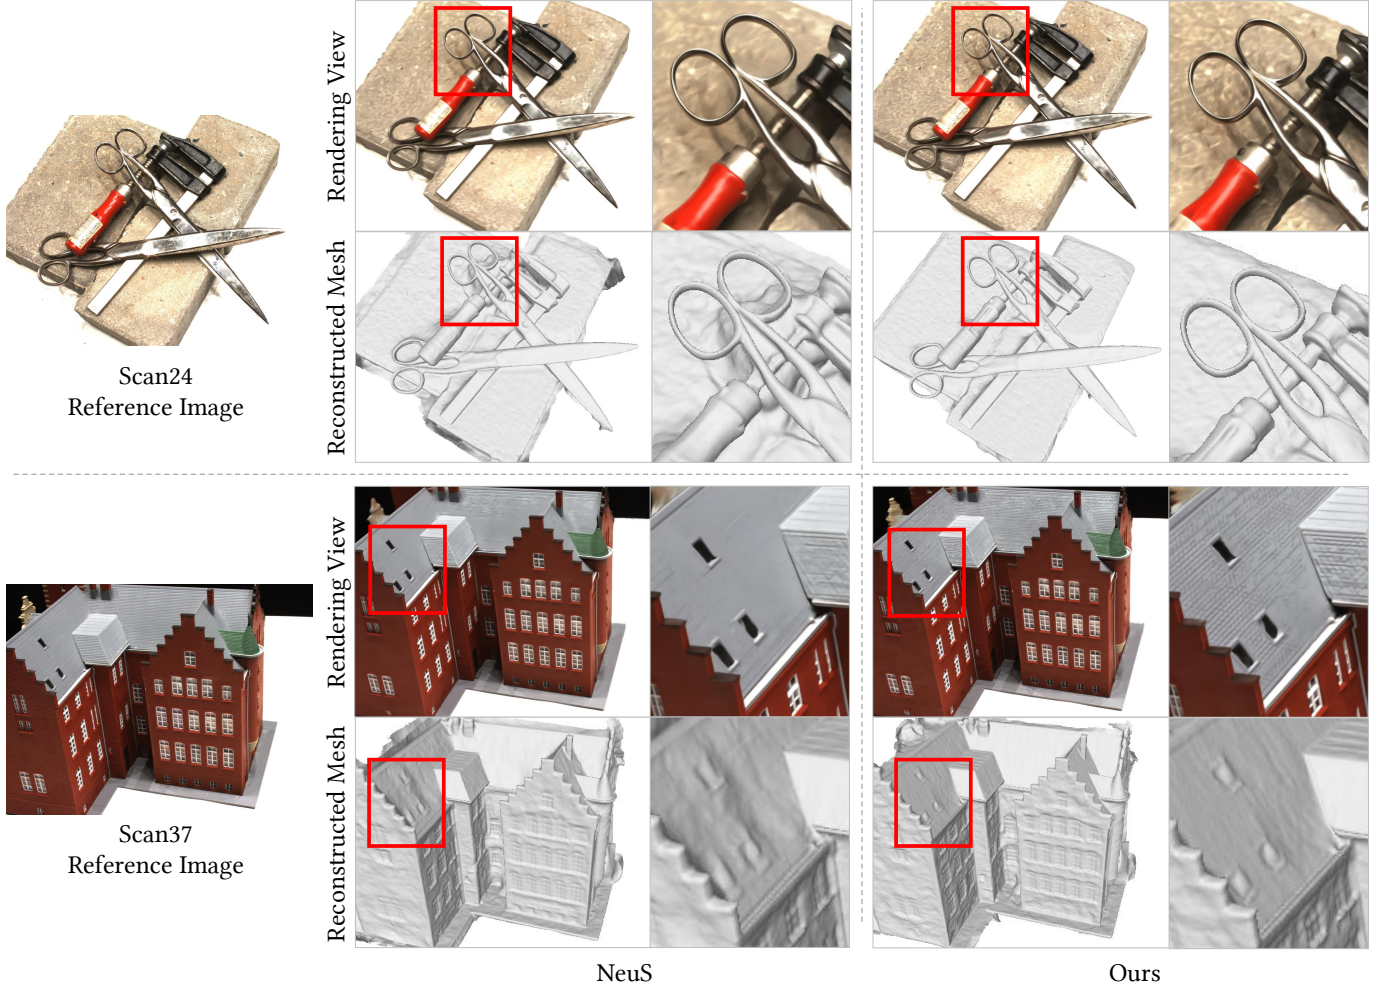 Rendering View
Reconstructed Mesh
Scan24
Reference Image
Rendering View
Reconstructed Mesh
Scan37
Reference Image
NeuS
Ours